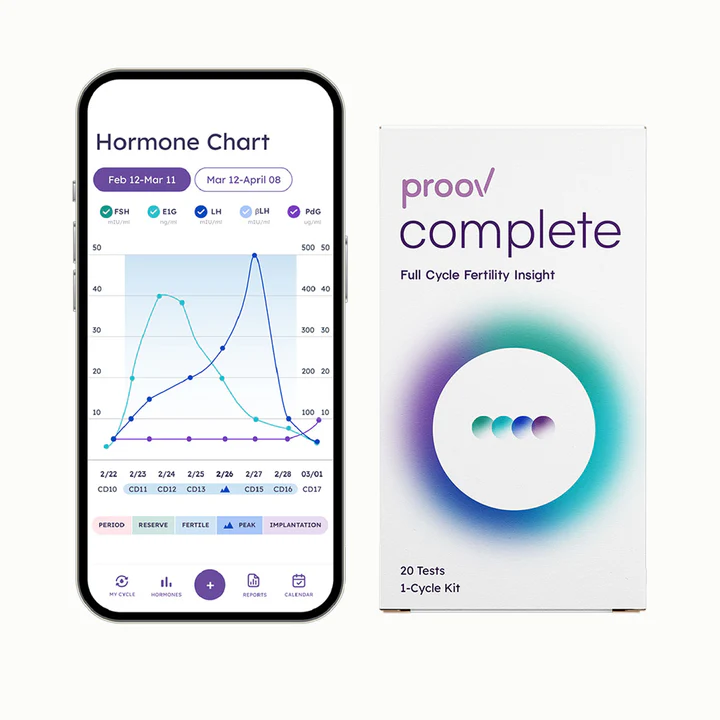 Hormone Chart
Feb 12-Mar 11 Mar 12-April 08
FSH E1G LH βLH PdG
mIU/ml ng/ml mIU/ml mIU/ml ug/ml
50 500 50
40 400 40
30 300 30
20 200 20
10 100 10
2/22 2/23 2/24 2/25 2/26 2/27 2/28 03/01
CD10 CD11 CD12 CD13 CD15 CD16 CD17
PERIOD RESERVE FERTILE PEAK IMPLANTATION
+
MY CYCLE HORMONES REPORTS CALENDAR
proov
complete
Full Cycle Fertility Insight
20 Tests
1-Cycle Kit